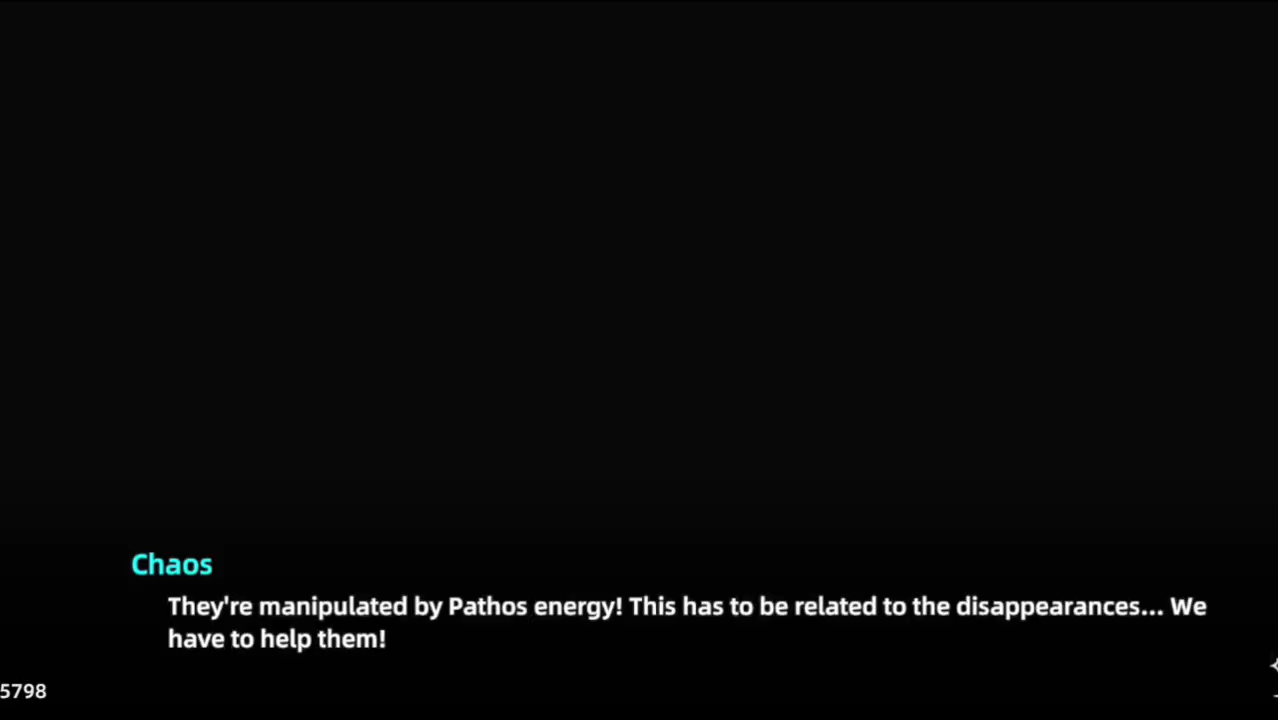 Chaos
They're manipulated by Pathos energy! This has to be related to the disappearances... We
have to help them!
5798